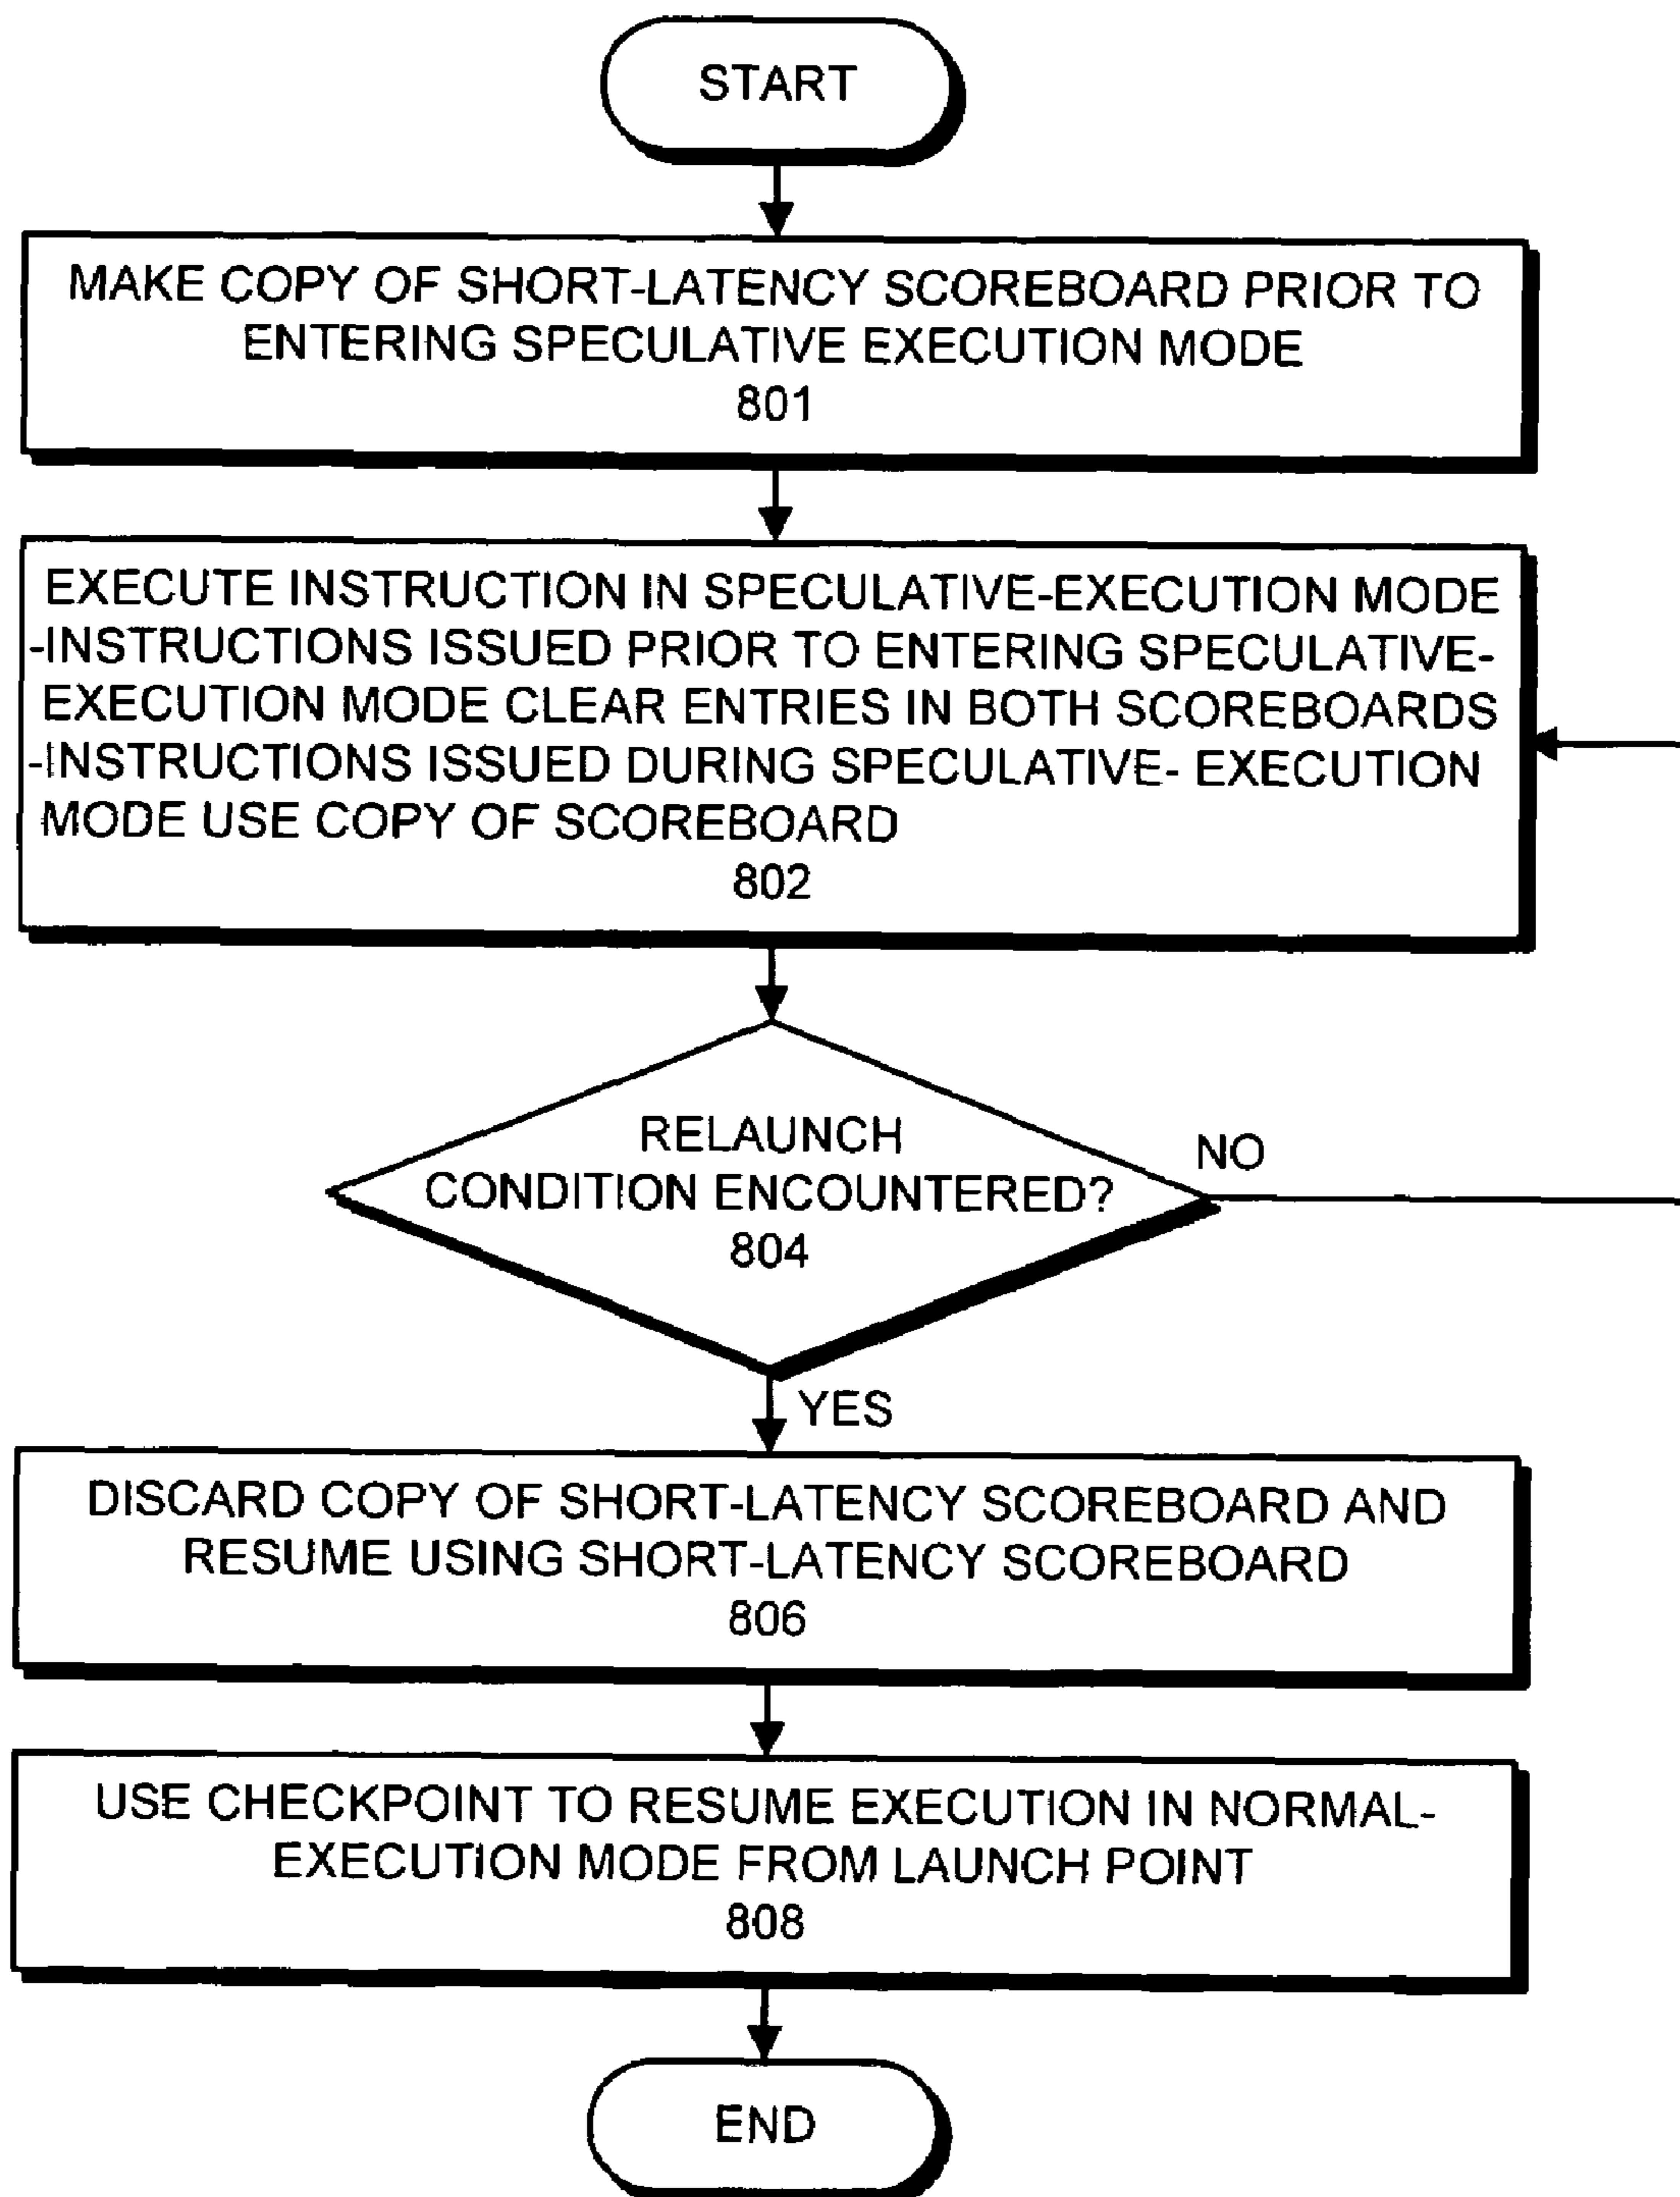 START
MAKE COPY OF SHORT-LATENCY SCOREBOARD PRIOR TO
ENTERING SPECULATIVE EXECUTION MODE
801
EXECUTE INSTRUCTION IN SPECULATIVE-EXECUTION MODE
-INSTRUCTIONS ISSUED PRIOR TO ENTERING SPECULATIVE-
EXECUTION MODE CLEAR ENTRIES IN BOTH SCOREBOARDS
-INSTRUCTIONS ISSUED DURING SPECULATIVE- EXECUTION
MODE USE COPY OF SCOREBOARD
802
RELAUNCH
CONDITION ENCOUNTERED?
804
NO
YES
DISCARD COPY OF SHORT-LATENCY SCOREBOARD AND
RESUME USING SHORT-LATENCY SCOREBOARD
806
USE CHECKPOINT TO RESUME EXECUTION IN NORMAL-
EXECUTION MODE FROM LAUNCH POINT
808
END